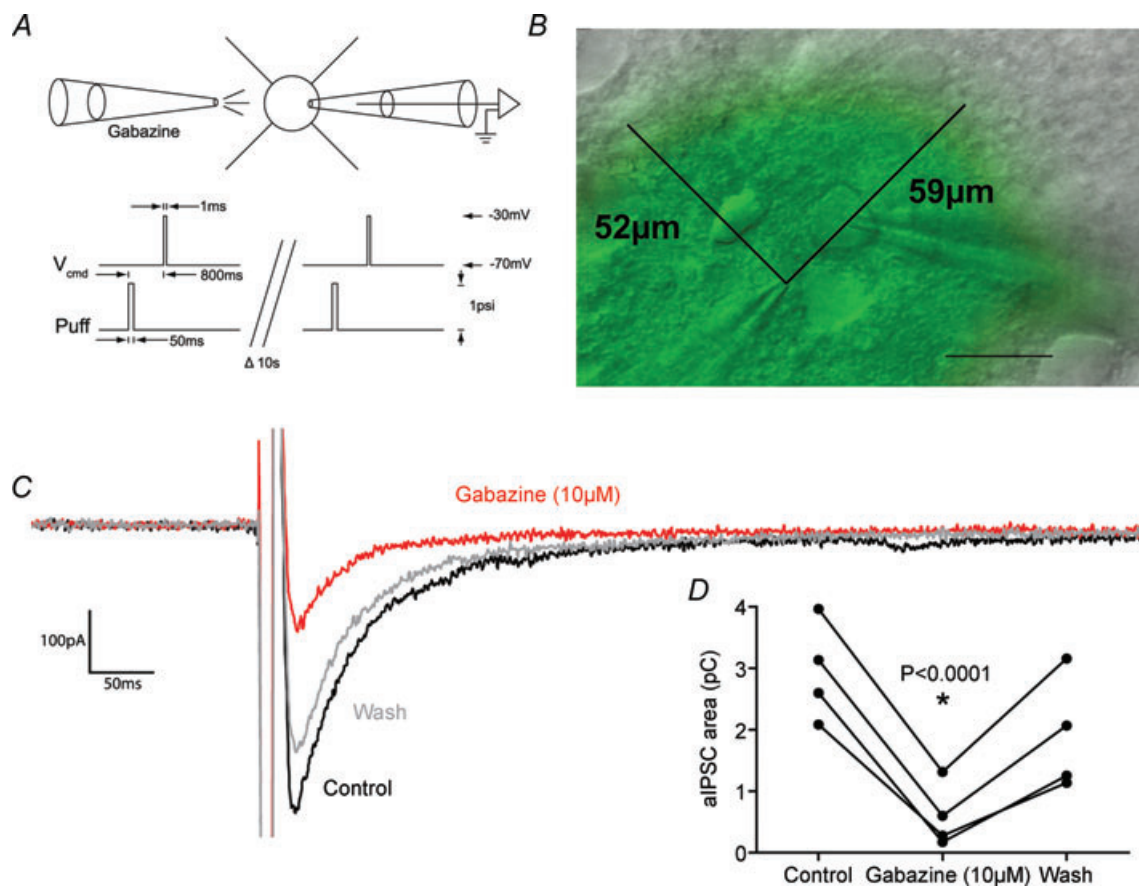 A
Gabazine
1ms
-30mV
Vcmd
800ms
-70mV
1psi
Puff
50ms
Δ 10s
B
52µm
59µm
C
Gabazine (10µM)
100pA
50ms
Wash
Control
D
4
3
2
1
0
aIPSC area (pC)
P<0.0001
*
Control Gabazine (10µM) Wash